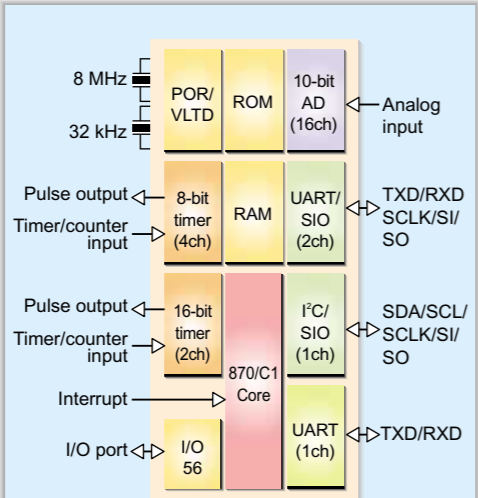 8 MHz
32 kHz
POR/
VLTD
ROM
10-bit
AD
(16ch)
Analog
input
Pulse output
Timer/counter
input
8-bit
timer
(4ch)
RAM
UART/
SIO
(2ch)
TXD/RXD
SCLK/SI/
SO
Pulse output
Timer/counter
input
16-bit
timer
(2ch)
870/C1
Core
I²C/
SIO
(1ch)
SDA/SCL/
SCLK/SI/
SO
Interrupt
I/O port
I/O
56
UART
(1ch)
TXD/RXD